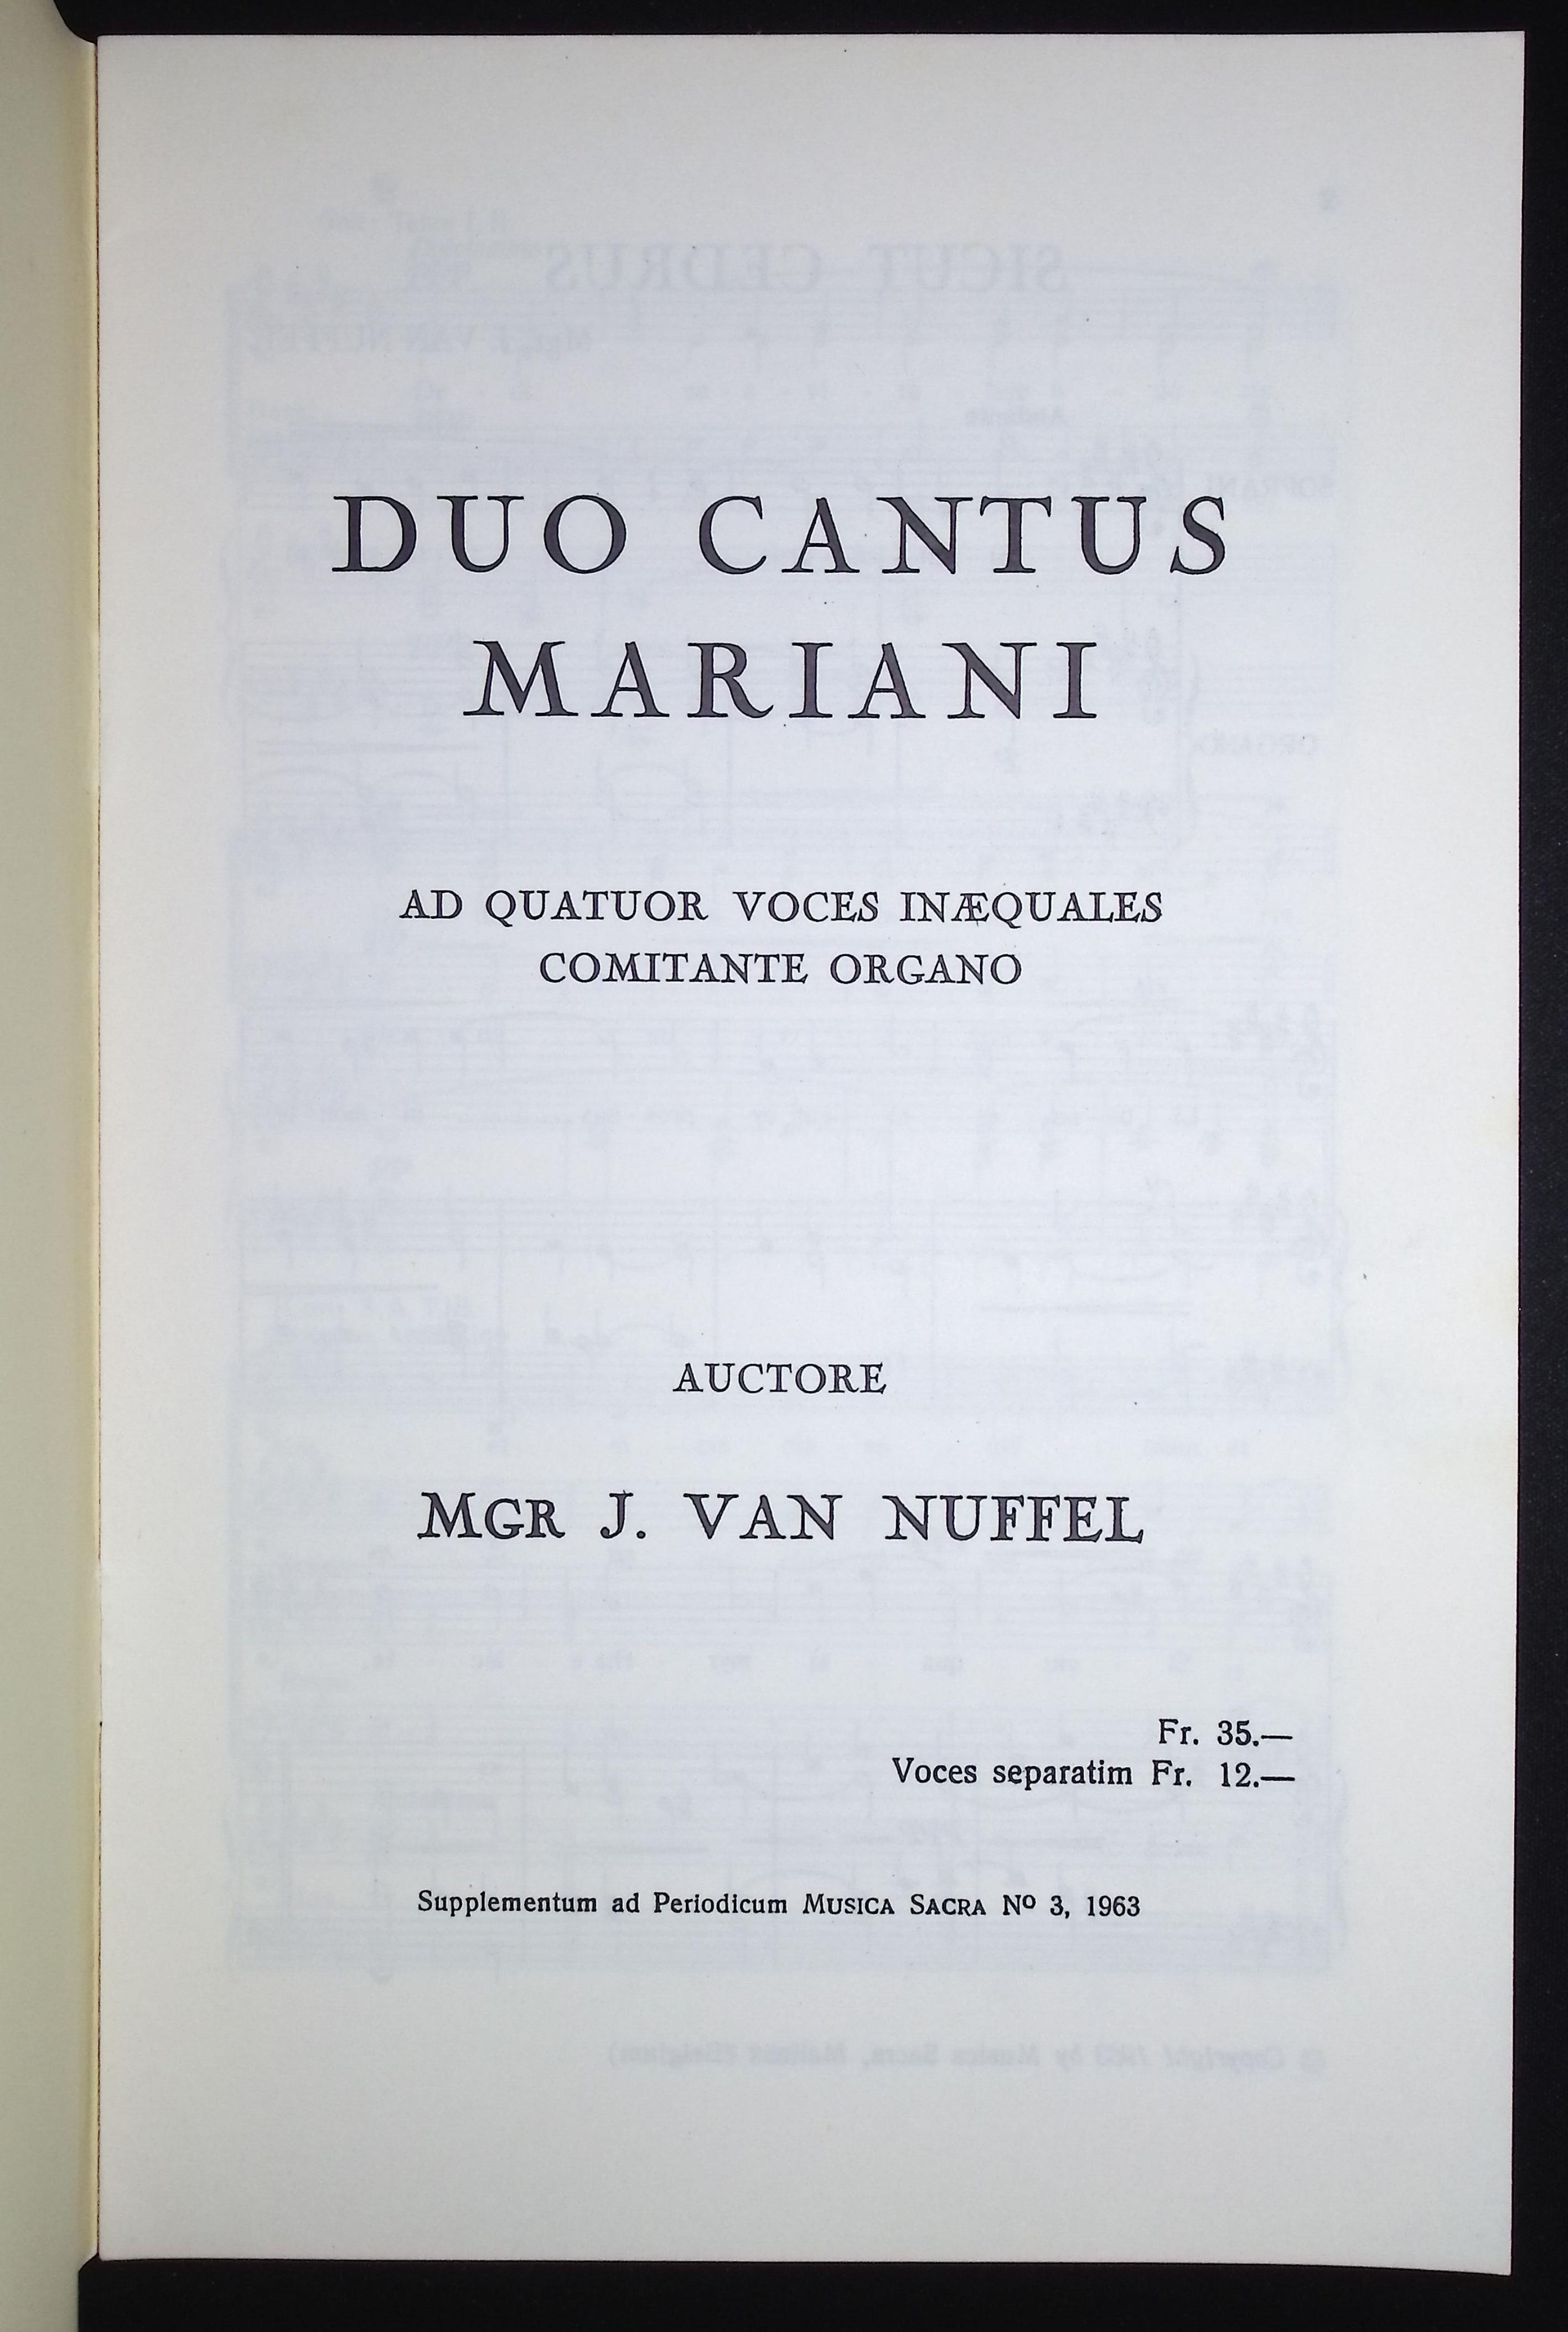 DUO CANTUS
MARIANI
AD QUATUOR VOCES INÆQUALES
COMITANTE ORGANO
AUCTORE
MGR J. VAN NUFFEL
Fr. 35.—
Voces separatim Fr. 12.—
Supplementum ad Periodicum MUSICA SACRA Nº 3, 1963